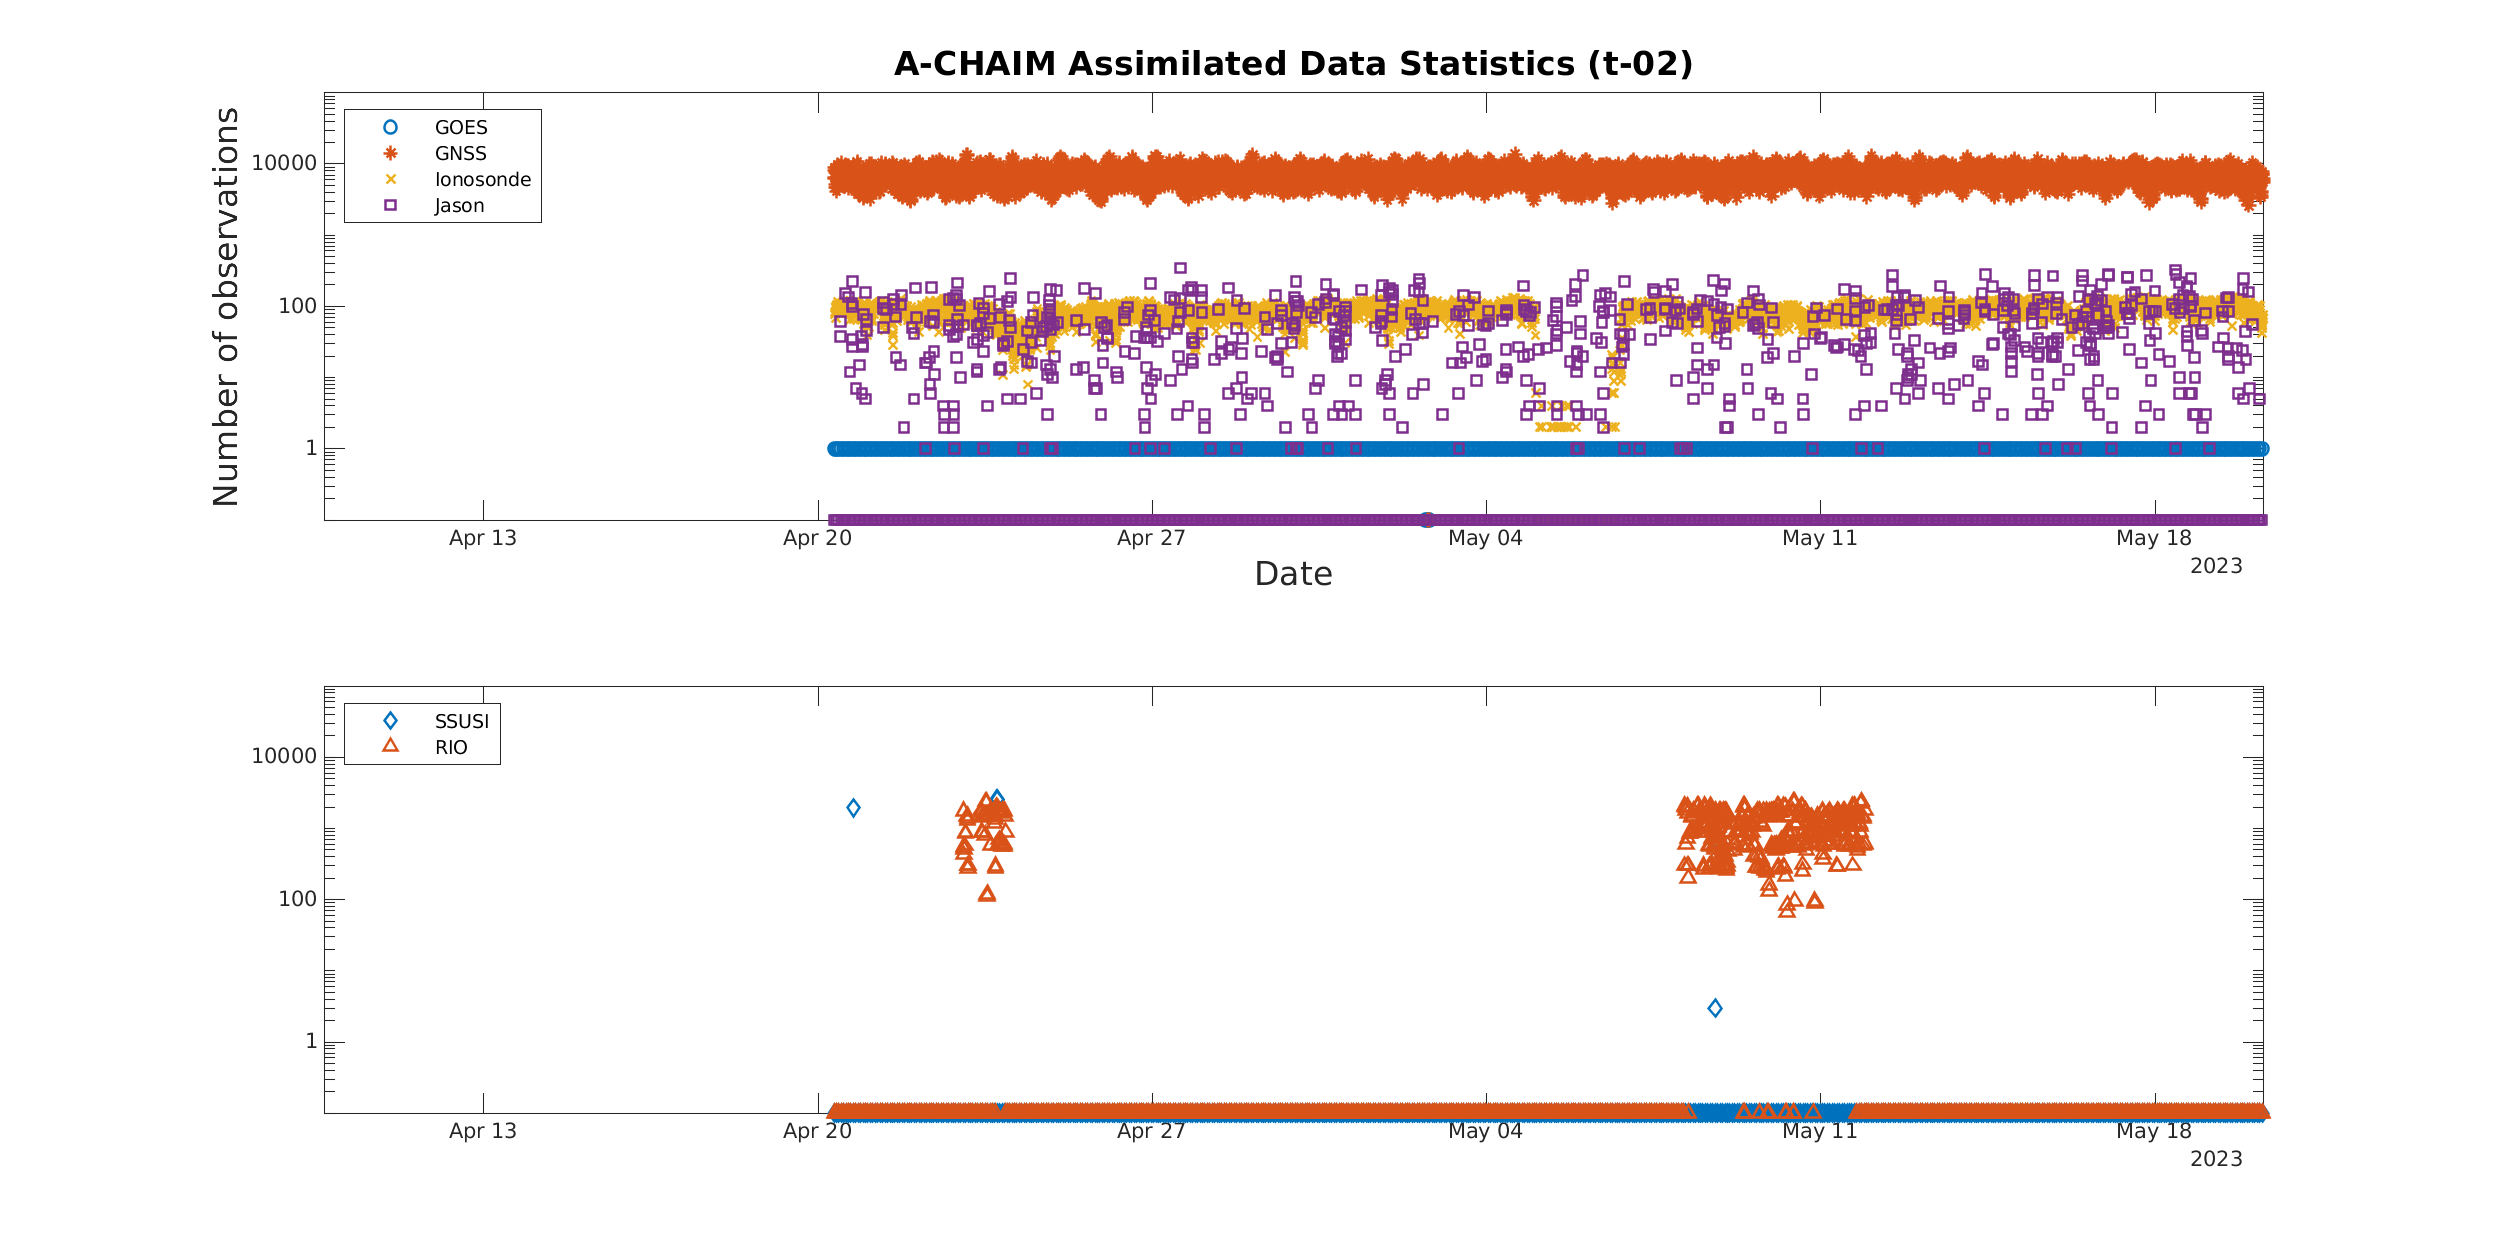 A-CHAIM Assimilated Data Statistics (t-02)
Number of observations
10000
100
1
GOES
GNSS
Ionosonde
Jason
Apr 13
Apr 20
Apr 27
May 04
May 11
May 18
2023
Date
10000
100
1
SSUSI
RIO
Apr 13
Apr 20
Apr 27
May 04
May 11
May 18
2023